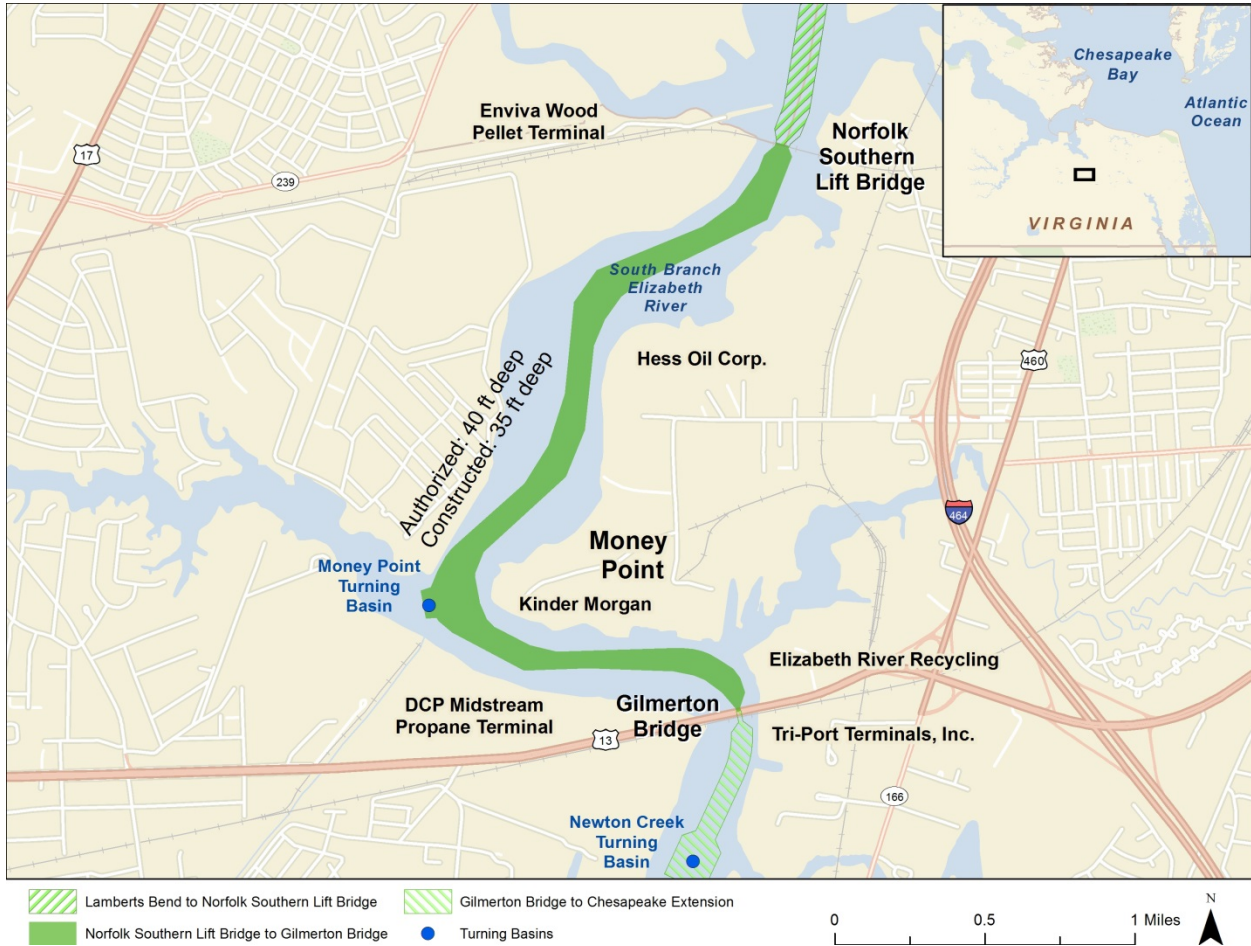 Chesapeake
Bay
Atlantic
Ocean
VIRGINIA
17
239
Enviva Wood
Pellet Terminal
Norfolk
Southern
Lift Bridge
South Branch
Elizabeth
River
Hess Oil Corp.
460
Authorized: 40 ft deep
Constructed: 35 ft deep
464
Money
Point
Money Point
Turning
Basin
Kinder Morgan
Elizabeth River Recycling
DCP Midstream
Propane Terminal
Gilmerton
Bridge
13
Tri-Port Terminals, Inc.
166
Newton Creek
Turning
Basin
Lamberts Bend to Norfolk Southern Lift Bridge
Gilmerton Bridge to Chesapeake Extension
Norfolk Southern Lift Bridge to Gilmerton Bridge
Turning Basins
0 0.5 1 Miles
N